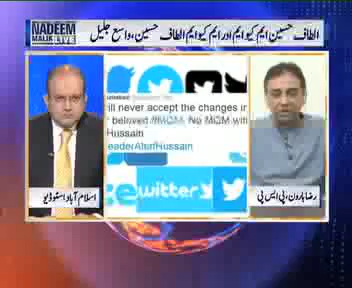 NADEEM
MALIK LIVE
الطاف حسین ایم کیو ایم اور ایم کیو ایم الطاف حسین، واسع جلیل
ill never accept the changes ir
beloved #MQM. No MQM wit
Hussain
eaderAltafHussain
witter
اسلام آباد اسٹوڈیو
رضا ہارون، پی ایس پی